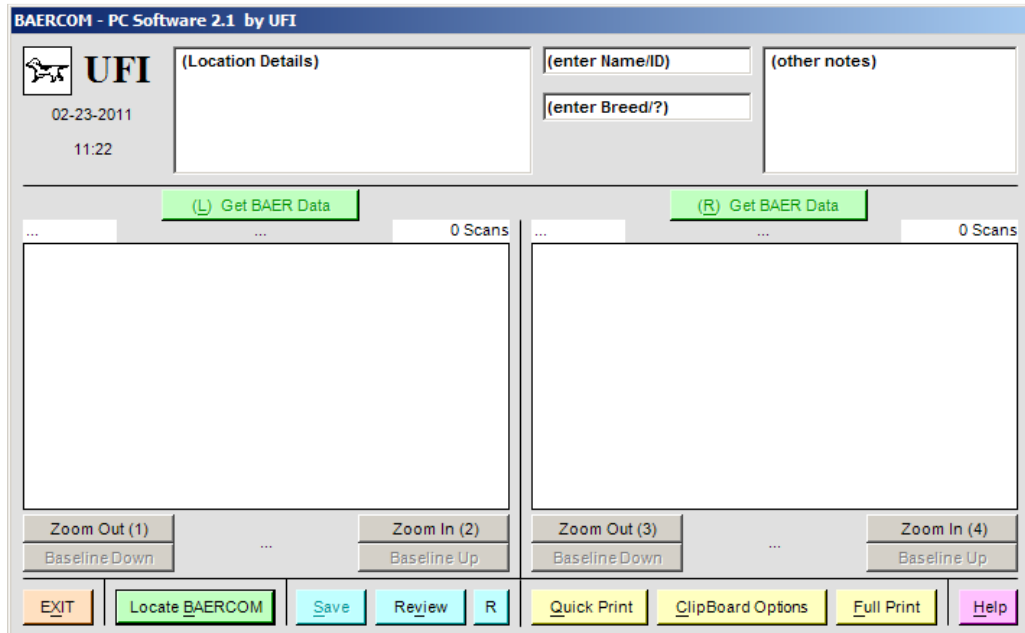 BAERCOM - PC Software 2.1 by UFI
UFI
02-23-2011
11:22
(Location Details)
(enter Name/ID)
(enter Breed/?)
(other notes)
(L) Get BAER Data
(R) Get BAER Data
... ... 0 Scans
... ... 0 Scans
Zoom Out (1) Zoom In (2)
Baseline Down ... Baseline Up
Zoom Out (3) Zoom In (4)
Baseline Down ... Baseline Up
EXIT Locate BAERCOM Save Review R Quick Print ClipBoard Options Full Print Help